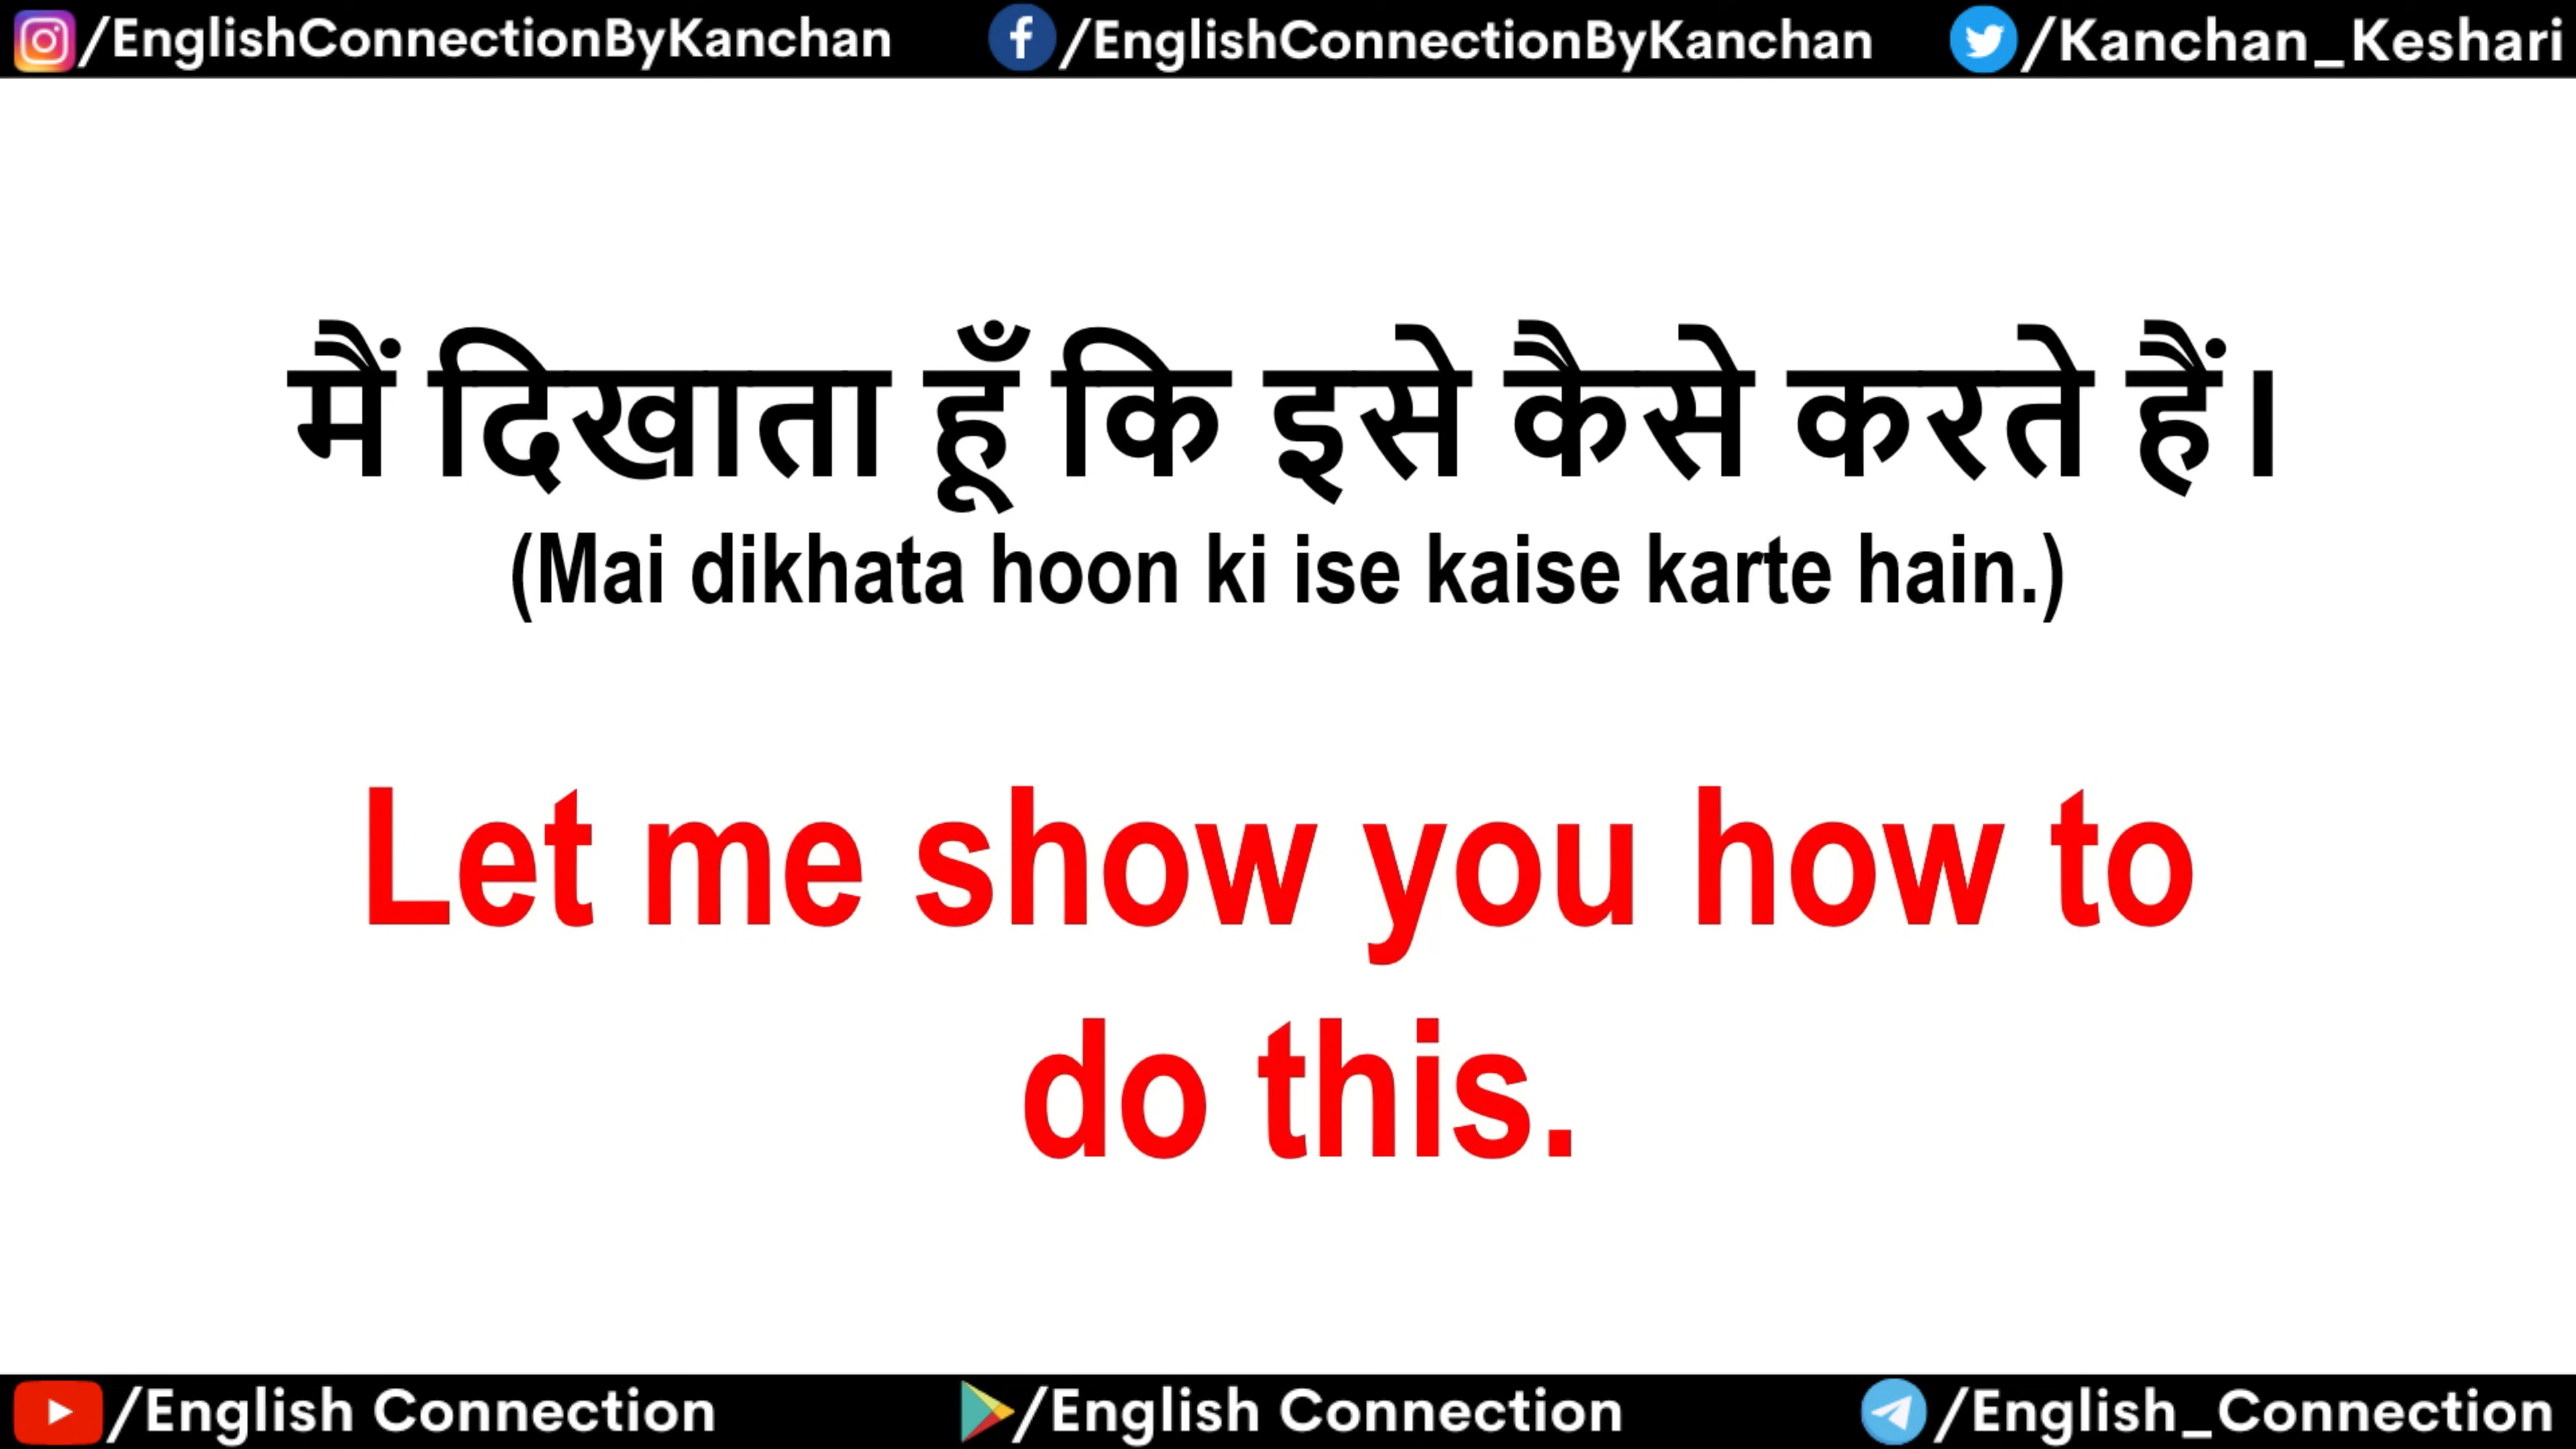 /EnglishConnectionByKanchan /EnglishConnectionByKanchan /Kanchan_Keshari
मैं दिखाता हूँ कि इसे कैसे करते हैं।
(Mai dikhata hoon ki ise kaise karte hain.)
Let me show you how to
do this.
/English Connection /English Connection /English_Connection